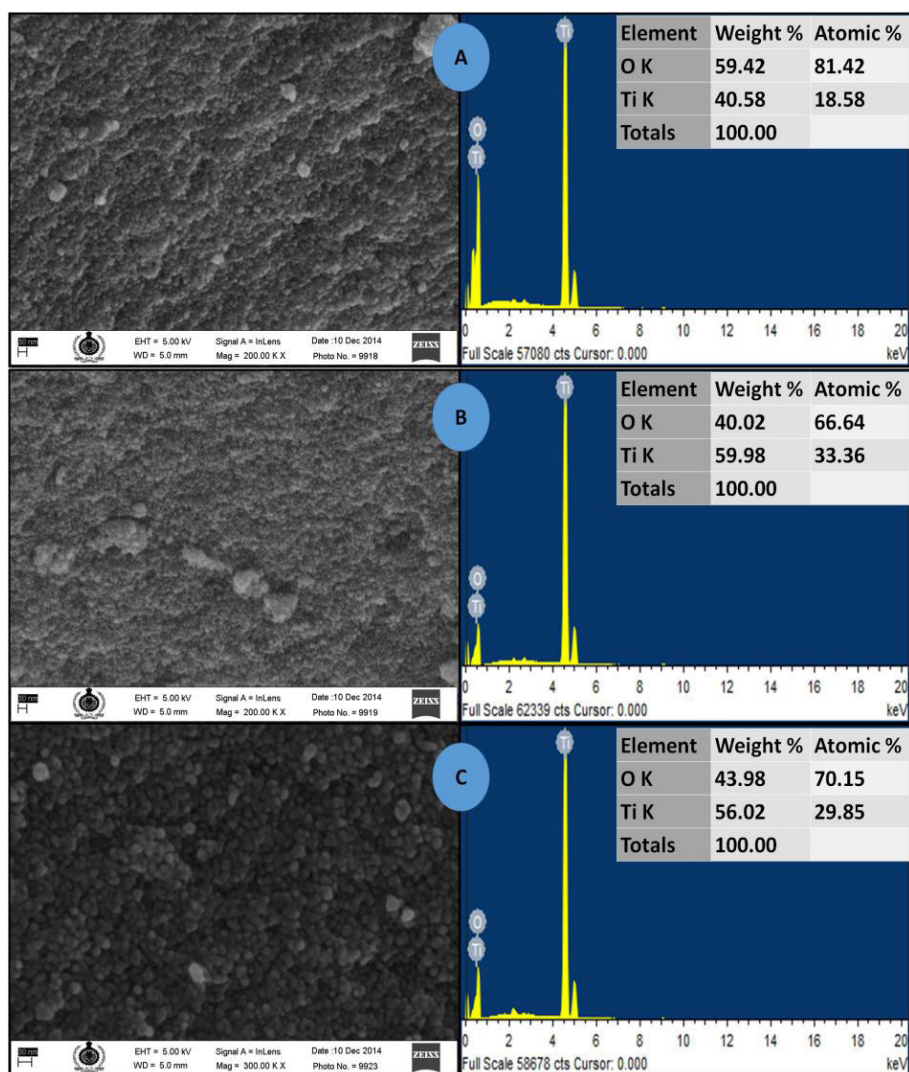 A
Element Weight % Atomic %
O K 59.42 81.42
Ti K 40.58 18.58
Totals 100.00
Ti
O
Ti
2 4 6 8 10 12 14 16 18 20
Full Scale 57080 cts Cursor: 0.000 keV
EHT = 5.00 kV Signal A = InLens Date :10 Dec 2014
WD = 5.0 mm Mag = 200.00 K X Photo No. = 9918
ZEISS
B
Element Weight % Atomic %
O K 40.02 66.64
Ti K 59.98 33.36
Totals 100.00
Ti
O
Ti
0 2 4 6 8 10 12 14 16 18 20
Full Scale 62339 cts Cursor: 0.000 keV
EHT = 5.00 kV Signal A = InLens Date :10 Dec 2014
WD = 5.0 mm Mag = 200.00 K X Photo No. = 9919
ZEISS
C
Element Weight % Atomic %
O K 43.98 70.15
Ti K 56.02 29.85
Totals 100.00
Ti
O
Ti
0 2 4 6 8 10 12 14 16 18 20
Full Scale 58678 cts Cursor: 0.000 keV
EHT = 5.00 kV Signal A = InLens Date :10 Dec 2014
WD = 5.0 mm Mag = 300.00 K X Photo No. = 9923
ZEISS